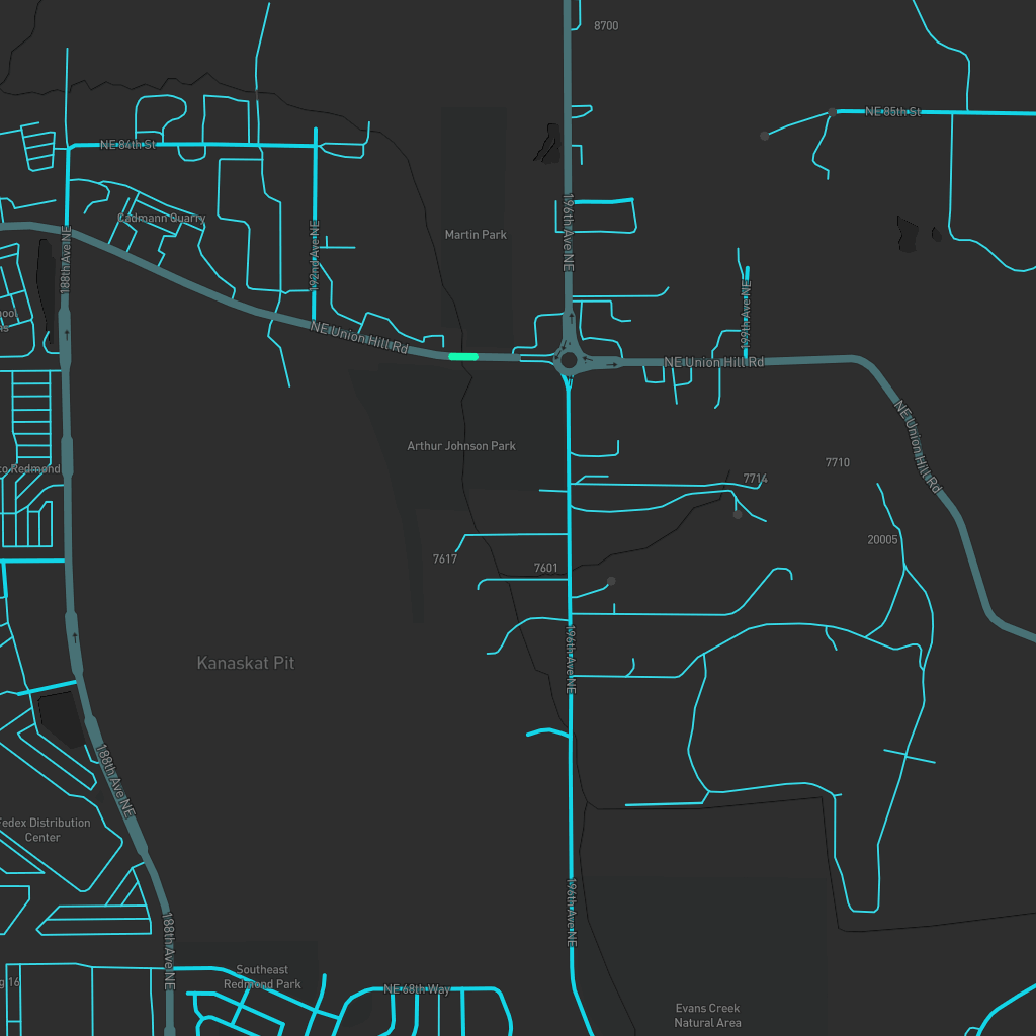 8700
NE 85th St
NE 84th St
Cadmann Quarry
196th Ave NE
188th Ave NE
192nd Ave NE
Martin Park
199th Ave NE
NE Union Hill Rd
NE Union Hill Rd
NE Union Hill Rd
Arthur Johnson Park
7710
7714
Redmond
20005
7617
7601
196th Ave NE
Kanaskat Pit
188th Ave NE
Fedex Distribution
Center
196th Ave NE
188th Ave NE
Southeast
Redmond Park
16
NE 68th Way
Evans Creek
Natural Area